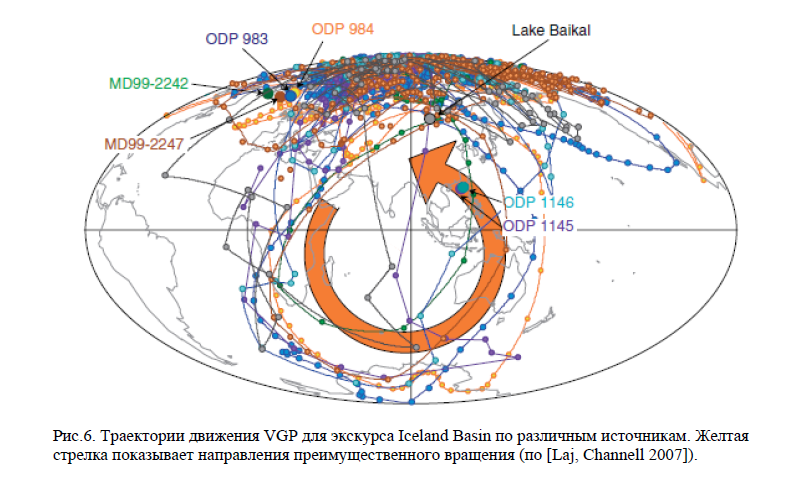 ODP 984
ODP 983
Lake Baikal
MD99-2242
MD99-2247
ODP 1146
ODP 1145
Рис.6. Траектории движения VGP для экскурса Iceland Basin по различным источникам. Желтая
стрелка показывает направления преимущественного вращения (по [Laj, Channell 2007]).